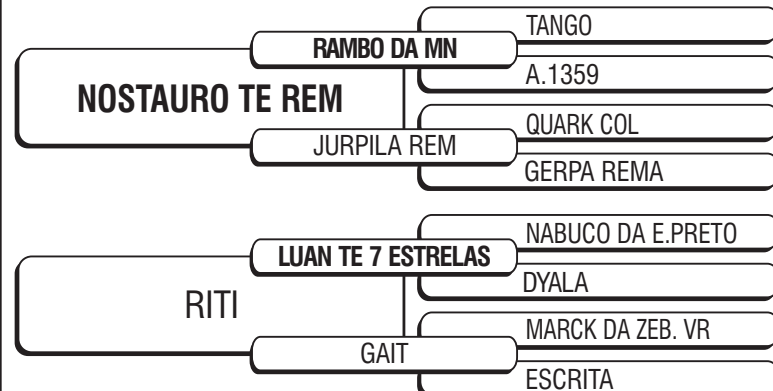 TANGO
RAMBO DA MN
A.1359
NOSTAURO TE REM
QUARK COL
JURPILA REM
GERPA REMA
NABUCO DA E.PRETO
LUAN TE 7 ESTRELAS
DYALA
RITI
MARCK DA ZEB. VR
GAIT
ESCRITA